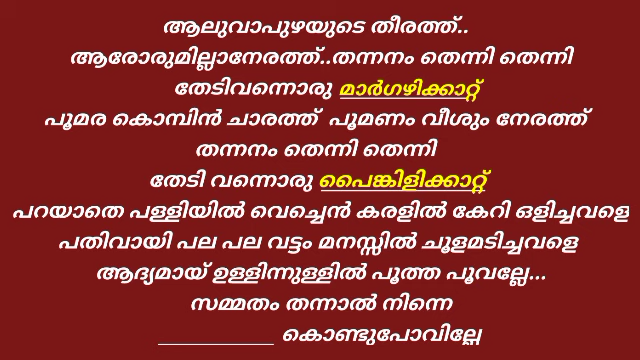 ആലുവാപുഴയുടെ തീരത്ത്..
ആരോരുമില്ലാനേരത്ത്..തന്നനം തെന്നി തെന്നി
തേടിവന്നൊരു മാർഗഴിക്കാറ്റ്
പൂമര കൊമ്പിൻ ചാരത്ത് പൂമണം വീശും നേരത്ത്
തന്നനം തെന്നി തെന്നി
തേടി വന്നൊരു പൈങ്കിളിക്കാറ്റ്
പറയാതെ പള്ളിയിൽ വെച്ചെൻ കരളിൽ കേറി ഒളിച്ചവളെ
പതിവായി പല പല വട്ടം മനസ്സിൽ ചൂളമടിച്ചവളെ
ആദ്യമായ് ഉള്ളിന്നുള്ളിൽ പൂത്ത പൂവല്ലേ...
സമ്മതം തന്നാൽ നിന്നെ
____________ കൊണ്ടുപോവില്ലേ